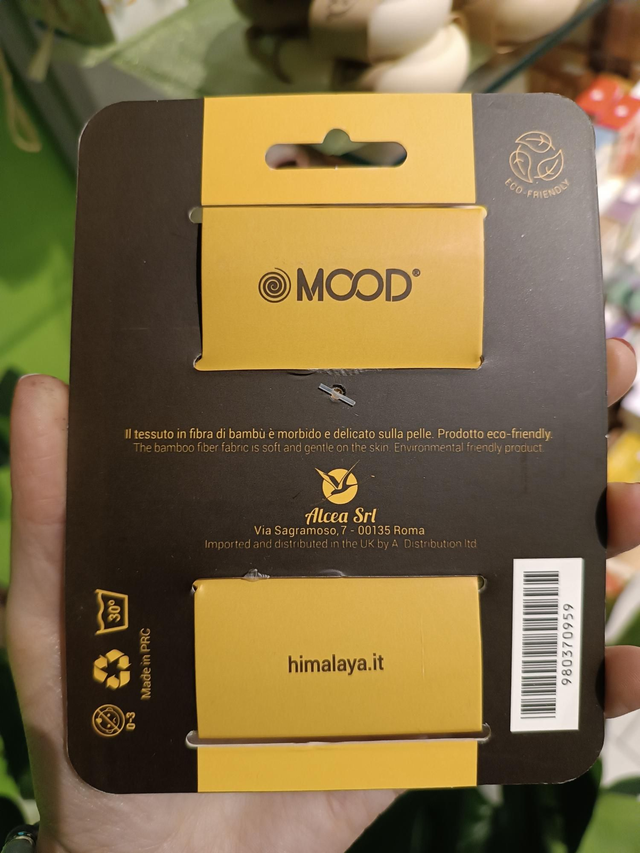 ECO-FRIENDLY
MOOD®
Il tessuto in fibra di bambù è morbido e delicato sulla pelle. Prodotto eco-friendly.
The bamboo fiber fabric is soft and gentle on the skin. Environmental friendly product.
Alcea Srl
Via Sagramoso, 7 - 00135 Roma
Imported and distributed in the UK by A. Distribution ltd
30°
Made in PRC
0-3
himalaya.it
980370959